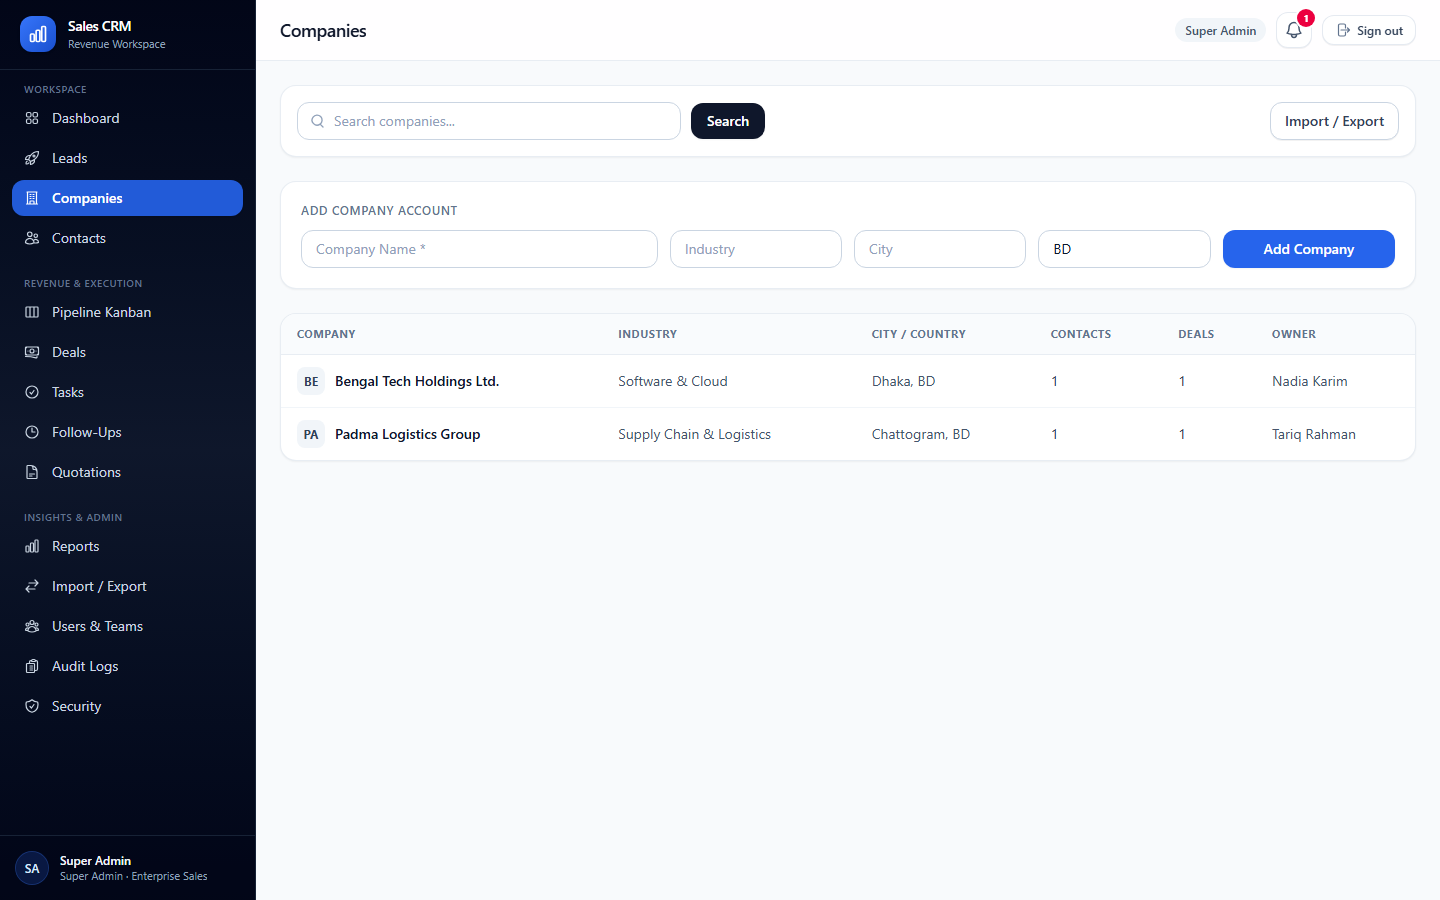 Sales CRM
Revenue Workspace
WORKSPACE
Dashboard
Leads
Companies
Contacts
REVENUE & EXECUTION
Pipeline Kanban
Deals
Tasks
Follow-Ups
Quotations
INSIGHTS & ADMIN
Reports
Import / Export
Users & Teams
Audit Logs
Security
SA
Super Admin
Super Admin · Enterprise Sales
Companies
Super Admin
1
Sign out
Search companies...
Search
Import / Export
ADD COMPANY ACCOUNT
Company Name *
Industry
City
BD
Add Company
COMPANY INDUSTRY CITY / COUNTRY CONTACTS DEALS OWNER
BE Bengal Tech Holdings Ltd. Software & Cloud Dhaka, BD 1 1 Nadia Karim
PA Padma Logistics Group Supply Chain & Logistics Chattogram, BD 1 1 Tariq Rahman